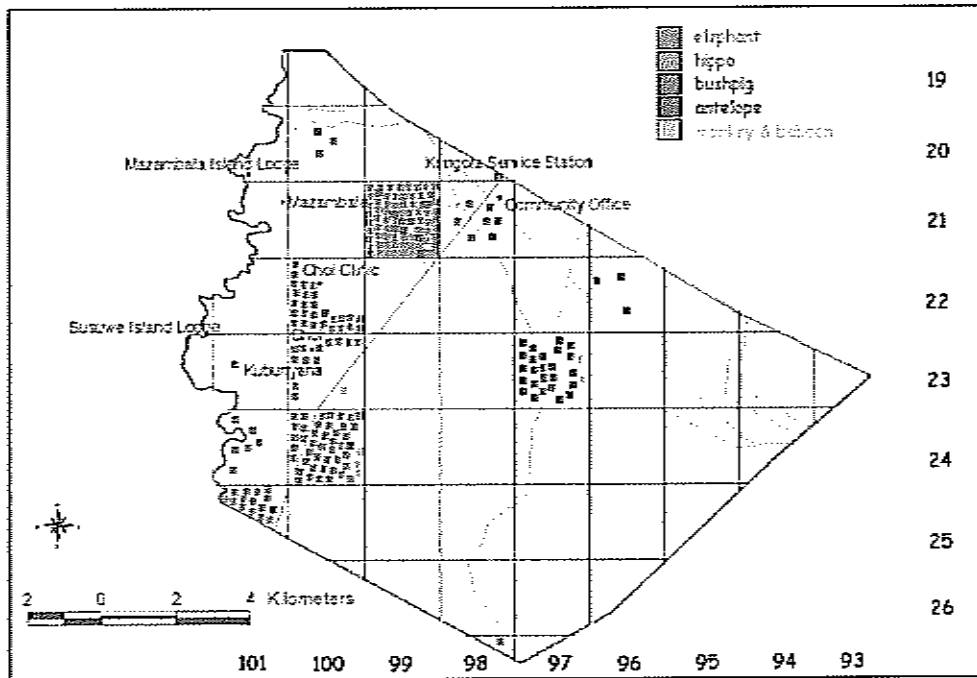 elephant
hippo
bushpig
antelope
monkey & baboon
19
20
Mazambala Island Lodge
Kongola Service Station
Mazambala
Community Office
21
Choi Clinic
22
Susuwe Island Lodge
23
24
25
2 0 2 4 Kilometers
26
101 100 99 98 97 96 95 94 93